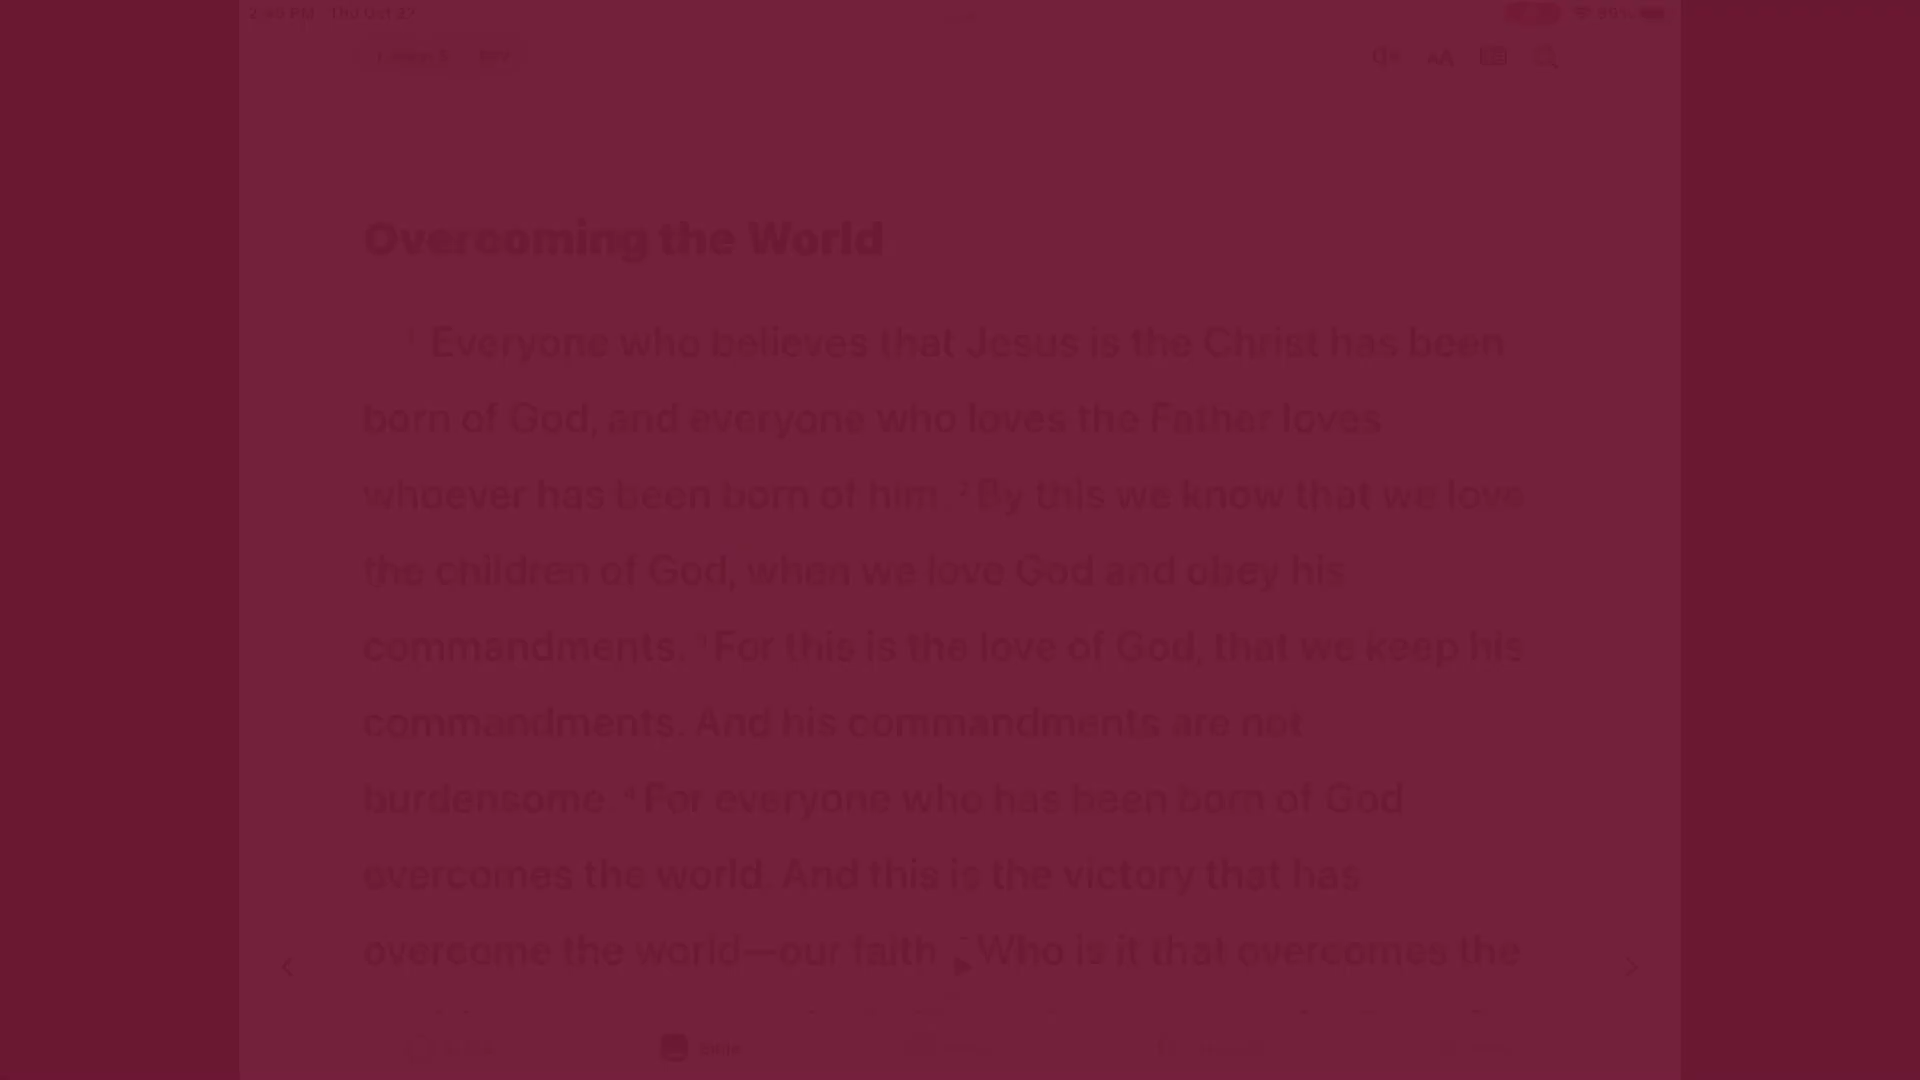 Thu Oct 27
AA
Overcoming the World
Everyone who believes that Jesus is the Christ has been
born of God, and everyone who loves the Father loves
whoever has been born of him. 2 By this we know that we love
the children of God, when we love God and obey his
commandments. 3 For this is the love of God, that we keep his
commandments. And his commandments are not
burdensome. 4 For everyone who has been born of God
overcomes the world. And this is the victory that has
overcome the world—our faith. Who is it that overcomes the
Bible